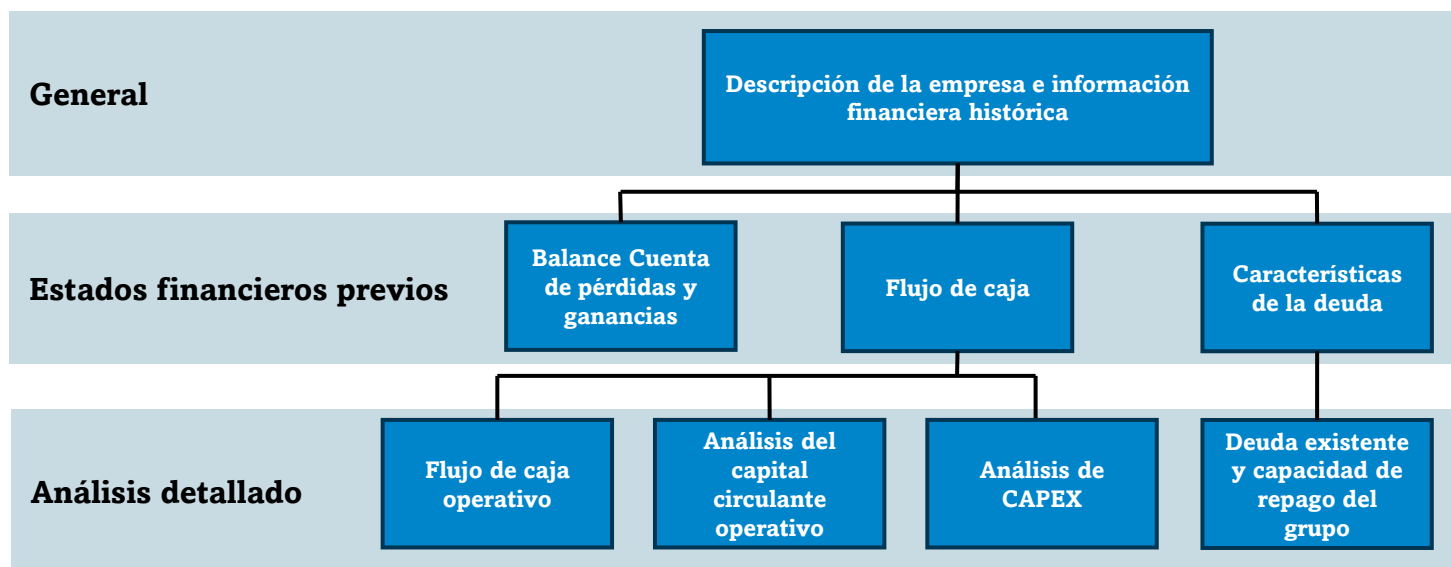 General
Descripción de la empresa e información
financiera histórica
Estados financieros previos
Balance Cuenta
de pérdidas y
ganancias
Flujo de caja
Características
de la deuda
Análisis detallado
Flujo de caja
operativo
Análisis del
capital
circulante
operativo
Análisis de
CAPEX
Deuda existente
y capacidad de
repago del
grupo